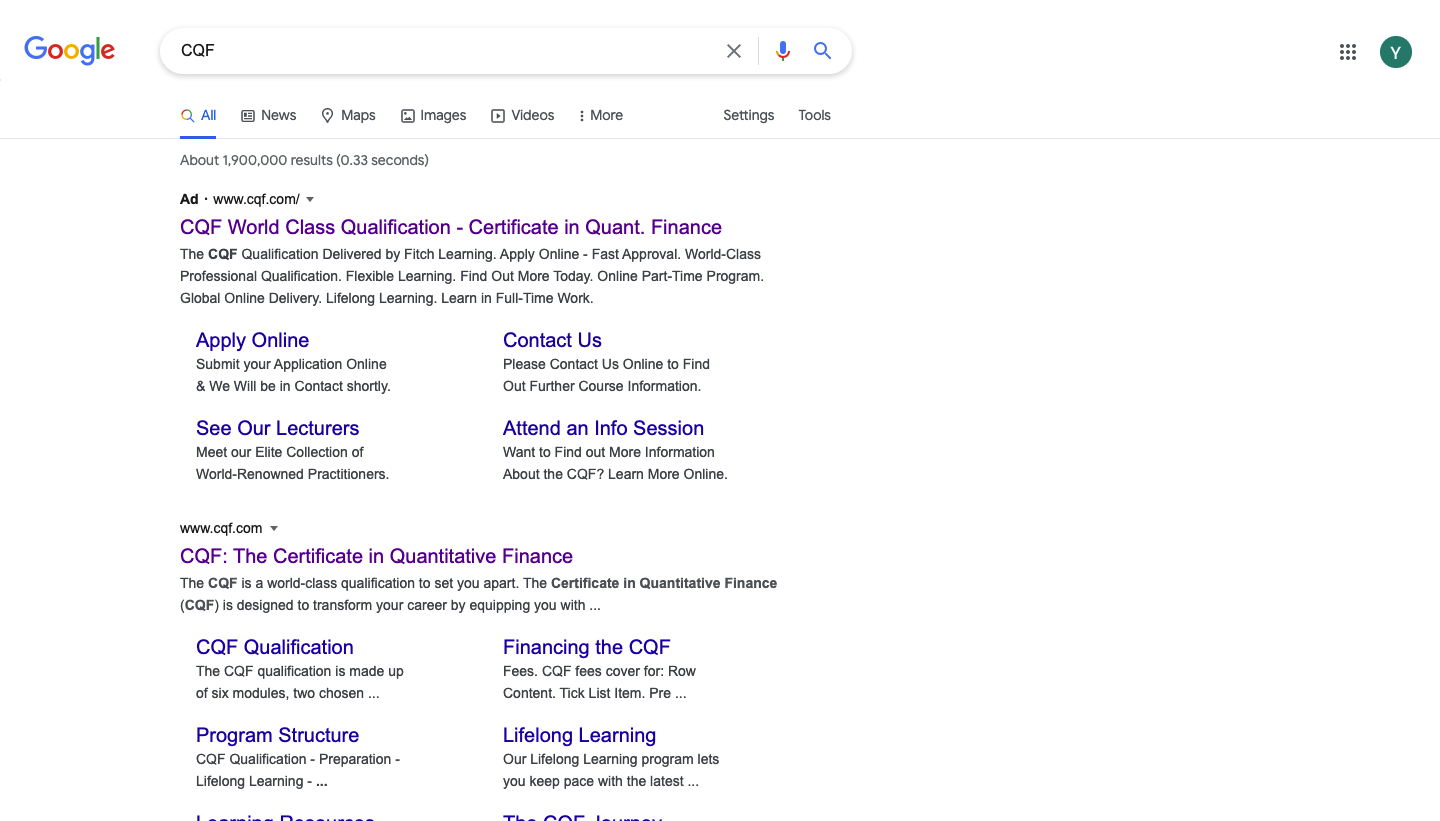 Google
CQF
Y
All News Maps Images Videos More Settings Tools
About 1,900,000 results (0.33 seconds)
Ad · www.cqf.com/
CQF World Class Qualification - Certificate in Quant. Finance
The CQF Qualification Delivered by Fitch Learning. Apply Online - Fast Approval. World-Class
Professional Qualification. Flexible Learning. Find Out More Today. Online Part-Time Program.
Global Online Delivery. Lifelong Learning. Learn in Full-Time Work.
Apply Online
Submit your Application Online
& We Will be in Contact shortly.
Contact Us
Please Contact Us Online to Find
Out Further Course Information.
See Our Lecturers
Meet our Elite Collection of
World-Renowned Practitioners.
Attend an Info Session
Want to Find out More Information
About the CQF? Learn More Online.
www.cqf.com
CQF: The Certificate in Quantitative Finance
The CQF is a world-class qualification to set you apart. The Certificate in Quantitative Finance
(CQF) is designed to transform your career by equipping you with ...
CQF Qualification
The CQF qualification is made up
of six modules, two chosen ...
Financing the CQF
Fees. CQF fees cover for: Row
Content. Tick List Item. Pre ...
Program Structure
CQF Qualification - Preparation -
Lifelong Learning - ...
Lifelong Learning
Our Lifelong Learning program lets
you keep pace with the latest ...
Learning Resources
The CQF Journey